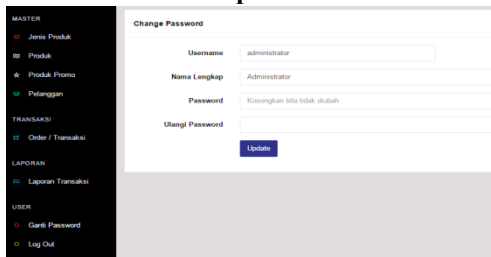 MASTER
Jenis Produk
Produk
Produk Promo
Pelanggan
TRANSAKSI
Order / Transaksi
LAPORAN
Laporan Transaksi
USER
Ganti Password
Log Out
Change Password
Username
administrator
Nama Lengkap
Administrator
Password
Kosongkan bila tidak diubah
Ulangi Password
Update